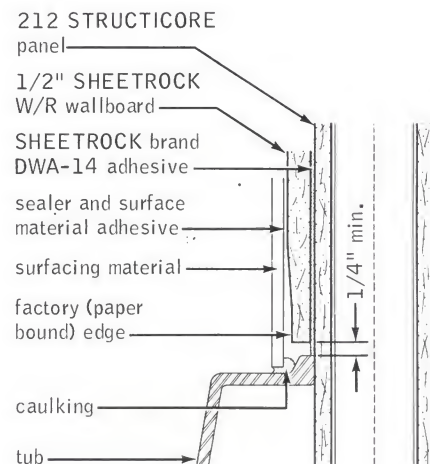 212 STRUCTICORE
panel
1/2" SHEETROCK
W/R wallboard
SHEETROCK brand
DWA-14 adhesive
sealer and surface
material adhesive
surfacing material
factory (paper
bound) edge
caulking
tub
1/4" min.